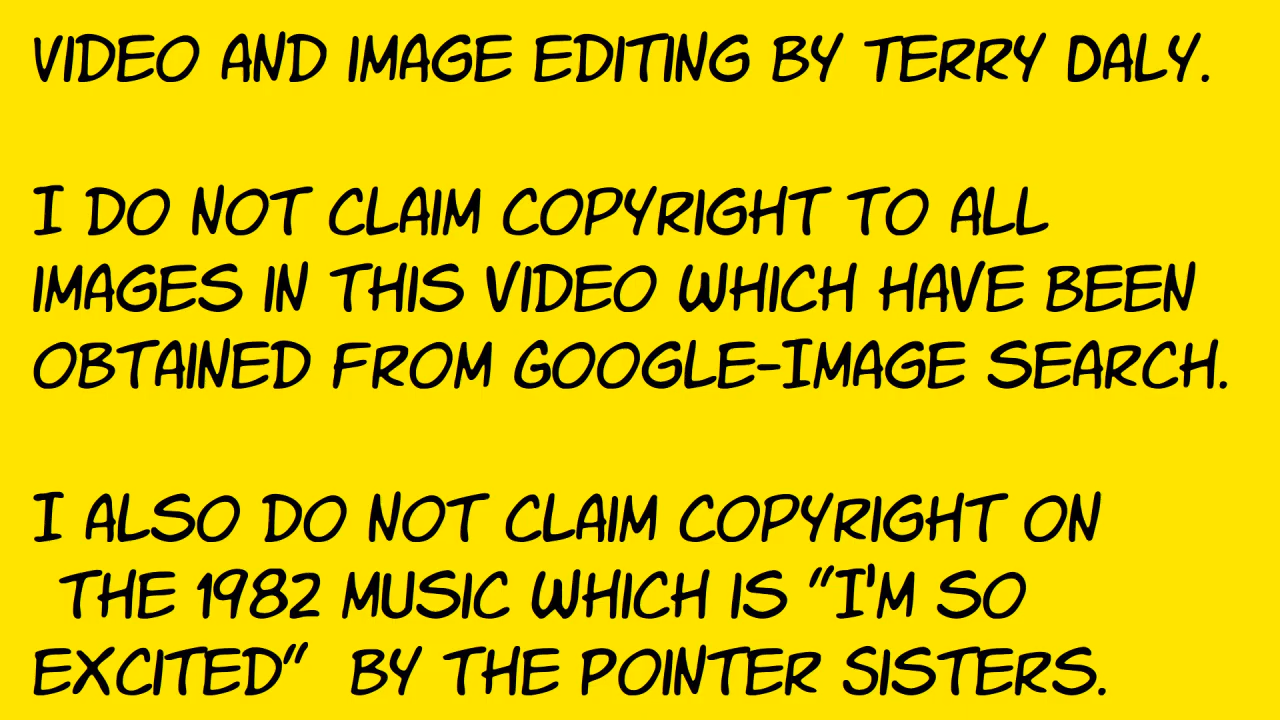 VIDEO AND IMAGE EDITING BY TERRY DALY.
I DO NOT CLAIM COPYRIGHT TO ALL
IMAGES IN THIS VIDEO WHICH HAVE BEEN
OBTAINED FROM GOOGLE-IMAGE SEARCH.
I ALSO DO NOT CLAIM COPYRIGHT ON
THE 1982 MUSIC WHICH IS "I'M SO
EXCITED" BY THE POINTER SISTERS.